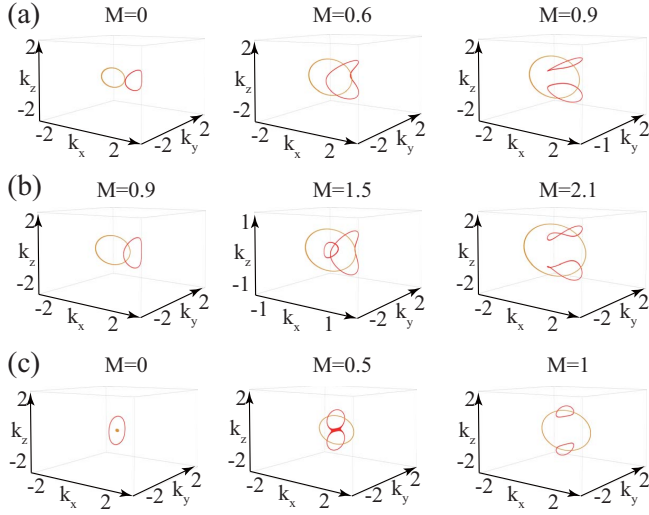 (a) M=0 M=0.6 M=0.9
2 2 2
k_z k_z k_z
-2 -2 -2
-2 k_x 2 -2 k_y 2 -2 k_x 2 -2 k_y 2 -2 k_x 2 -1 k_y 2
(b) M=0.9 M=1.5 M=2.1
2 1 2
k_z k_z k_z
-2 -1 -2
-2 k_x 2 -2 k_y 2 -1 k_x 1 -2 k_y 2 -2 k_x 2 -2 k_y 2
(c) M=0 M=0.5 M=1
2 2 2
k_z k_z k_z
-2 -2 -2
-2 k_x 2 -2 k_y 2 -2 k_x 2 -2 k_y 2 -2 k_x 2 -2 k_y 2